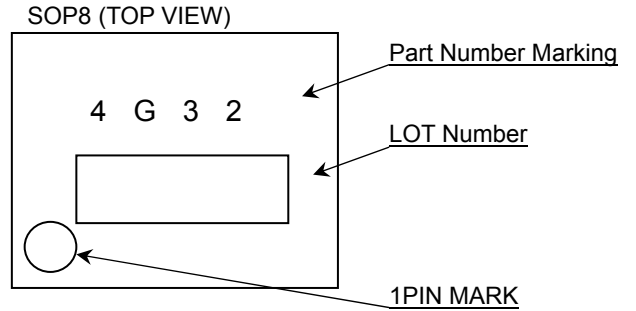 SOP8 (TOP VIEW)
Part Number Marking
4 G 3 2
LOT Number
1PIN MARK